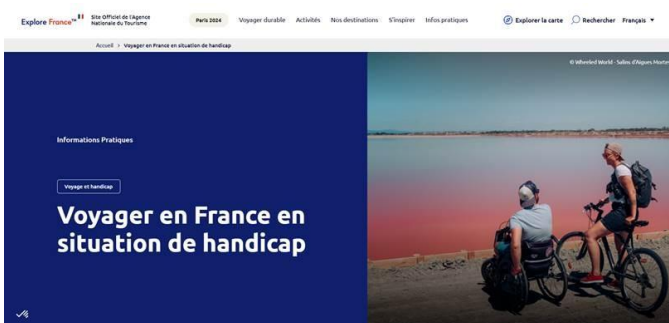 Explore France
Site Officiel de l'Agence
Nationale du Tourisme
Paris 2024
Voyager durable
Activités
Nos destinations
S'inspirer
Infos pratiques
Explorer la carte
Rechercher
Français
Accueil > Voyager en France en situation de handicap
© Wheeled World - Salins d'Aigues Morte
Informations Pratiques
Voyage et handicap
Voyager en France en
situation de handicap